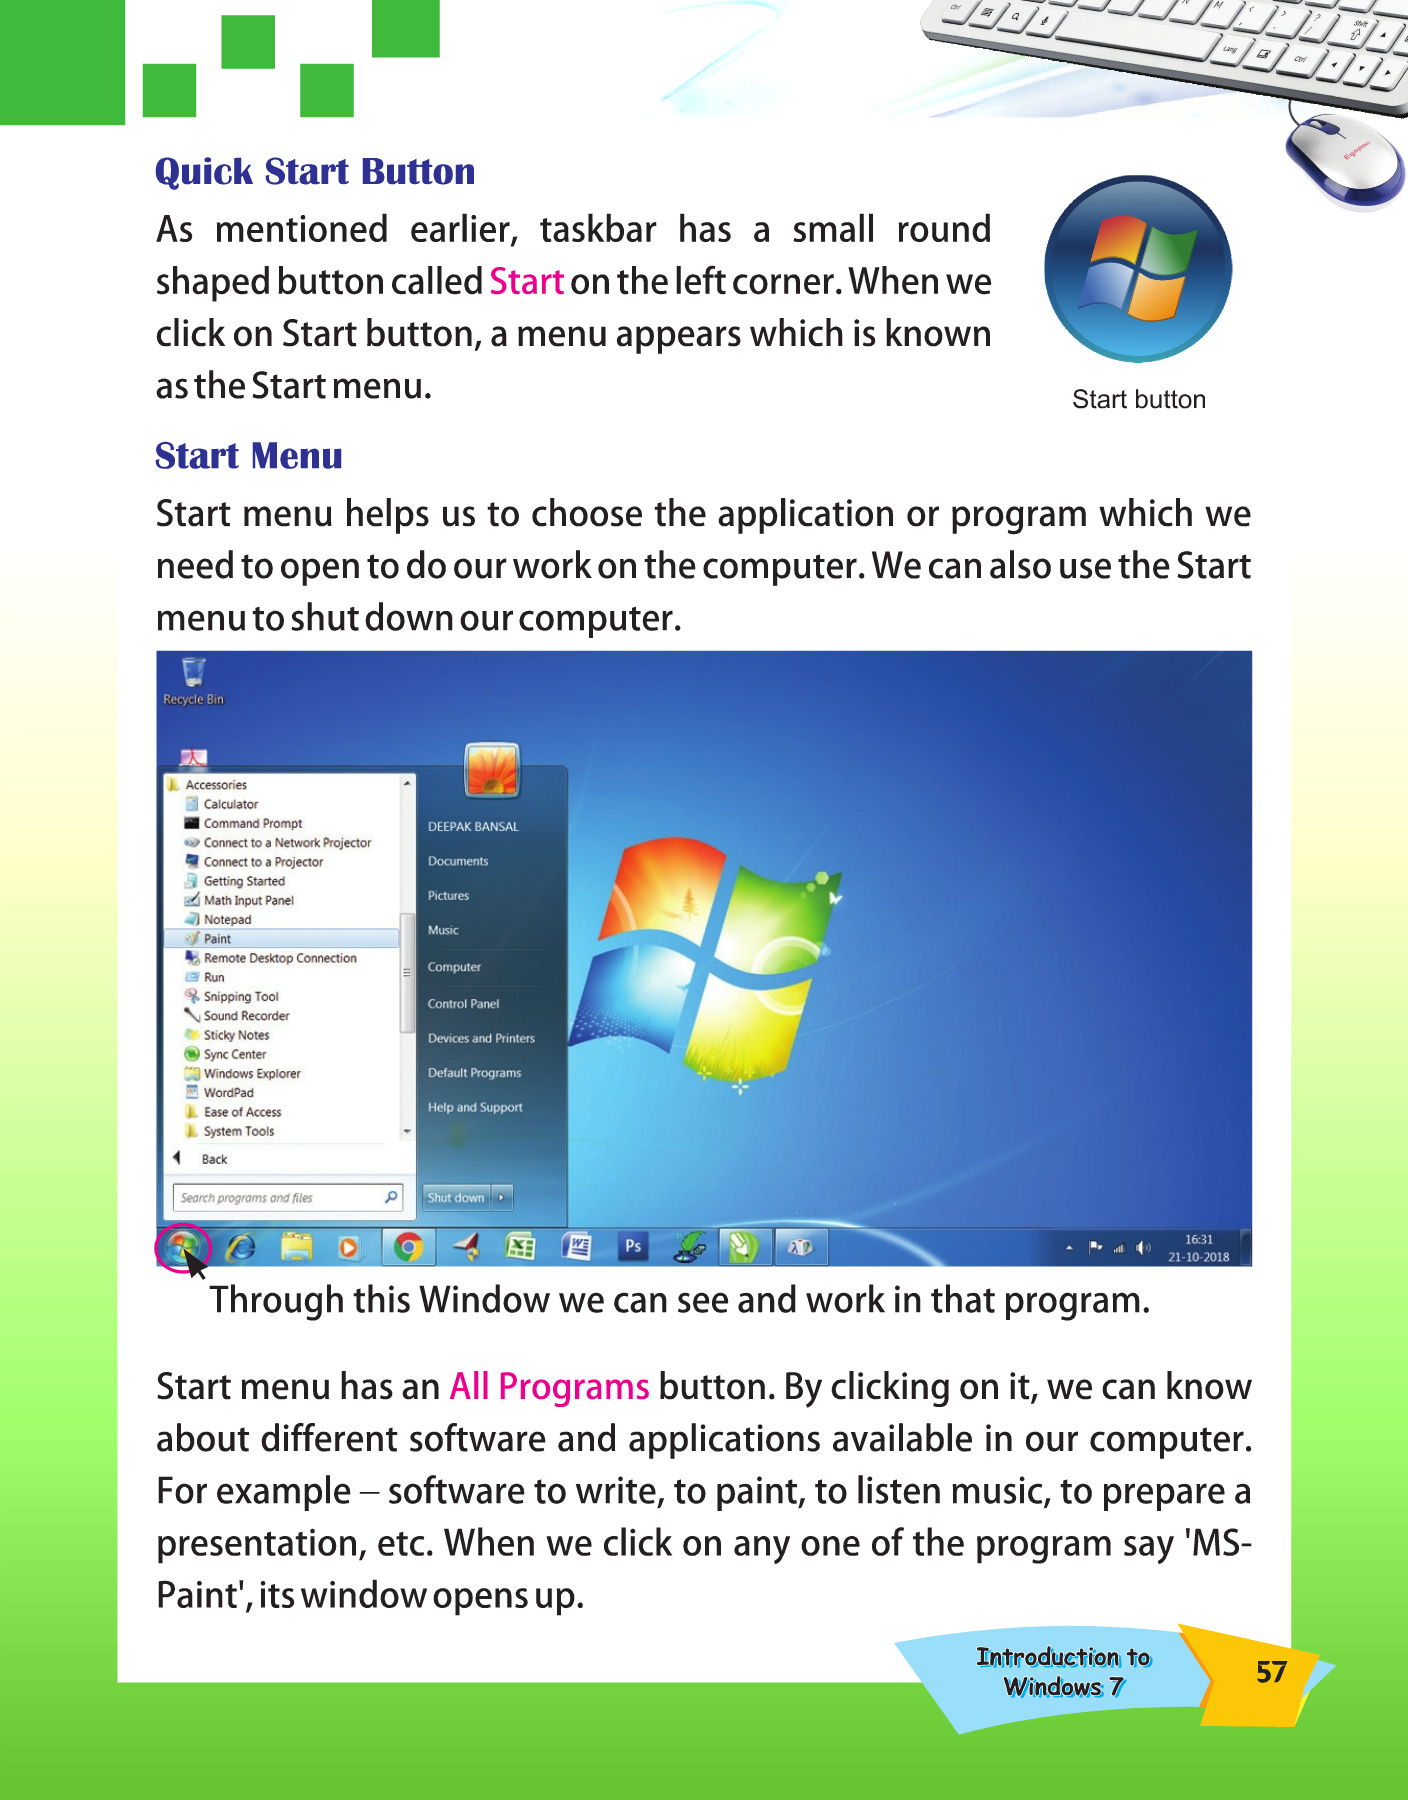 Quick Start Button
As mentioned earlier, taskbar has a small round
shaped button called Start on the left corner. When we
click on Start button, a menu appears which is known
as the Start menu.
Start button
Start Menu
Start menu helps us to choose the application or program which we
need to open to do our work on the computer. We can also use the Start
menu to shut down our computer.
Recycle Bin
Accessories
Calculator
Command Prompt
Connect to a Network Projector
Connect to a Projector
Getting Started
Math Input Panel
Notepad
Paint
Remote Desktop Connection
Run
Snipping Tool
Sound Recorder
Sticky Notes
Sync Center
Windows Explorer
WordPad
Ease of Access
System Tools
Back
Search programs and files
DEEPAK BANSAL
Documents
Pictures
Music
Computer
Control Panel
Devices and Printers
Default Programs
Help and Support
Shut down
Ps
16:31
21-10-2018
Through this Window we can see and work in that program.
Start menu has an All Programs button. By clicking on it, we can know
about different software and applications available in our computer.
For example – software to write, to paint, to listen music, to prepare a
presentation, etc. When we click on any one of the program say 'MS-
Paint', its window opens up.
Introduction to
Windows 7
57